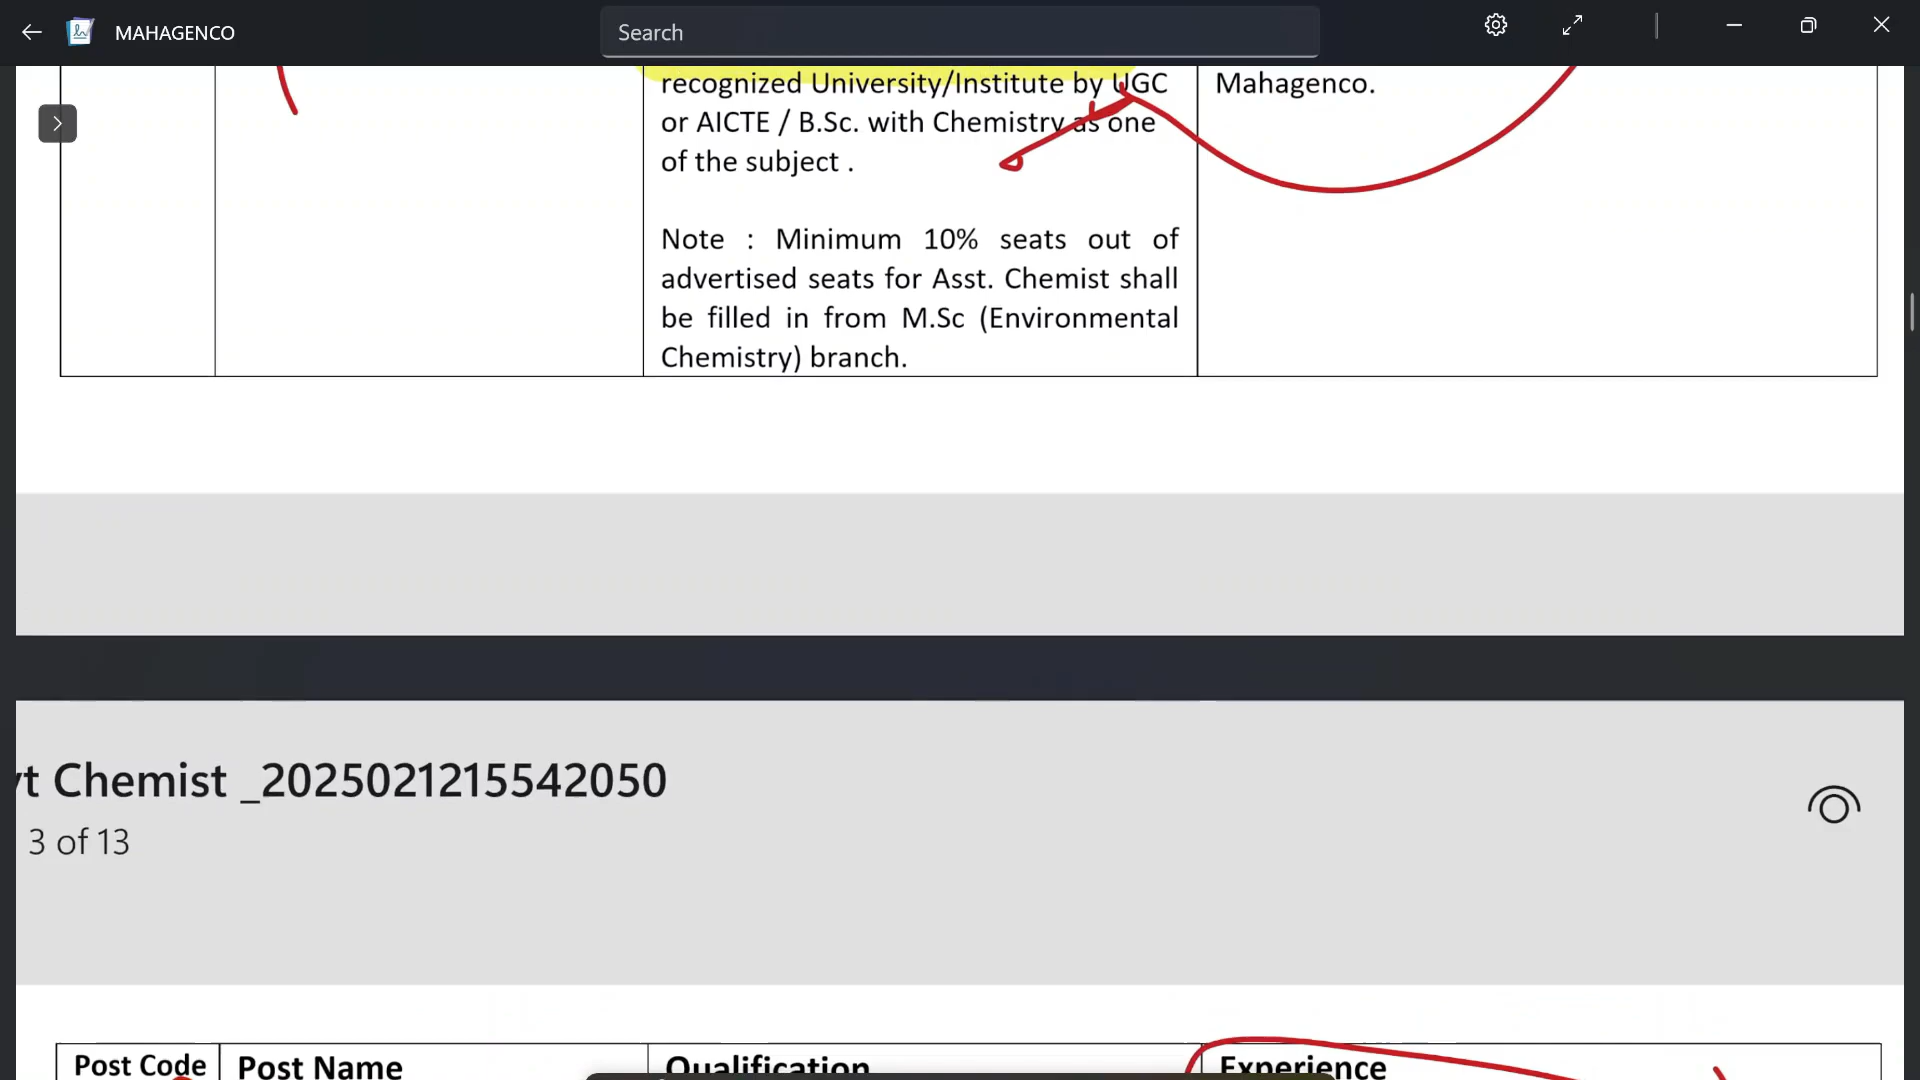 MAHAGENCO
Search
recognized University/Institute by UGC
or AICTE / B.Sc. with Chemistry as one
of the subject .
Mahagenco.
Note : Minimum 10% seats out of
advertised seats for Asst. Chemist shall
be filled in from M.Sc (Environmental
Chemistry) branch.
t Chemist _2025021215542050
3 of 13
Post Code
Post Name
Qualification
Experience